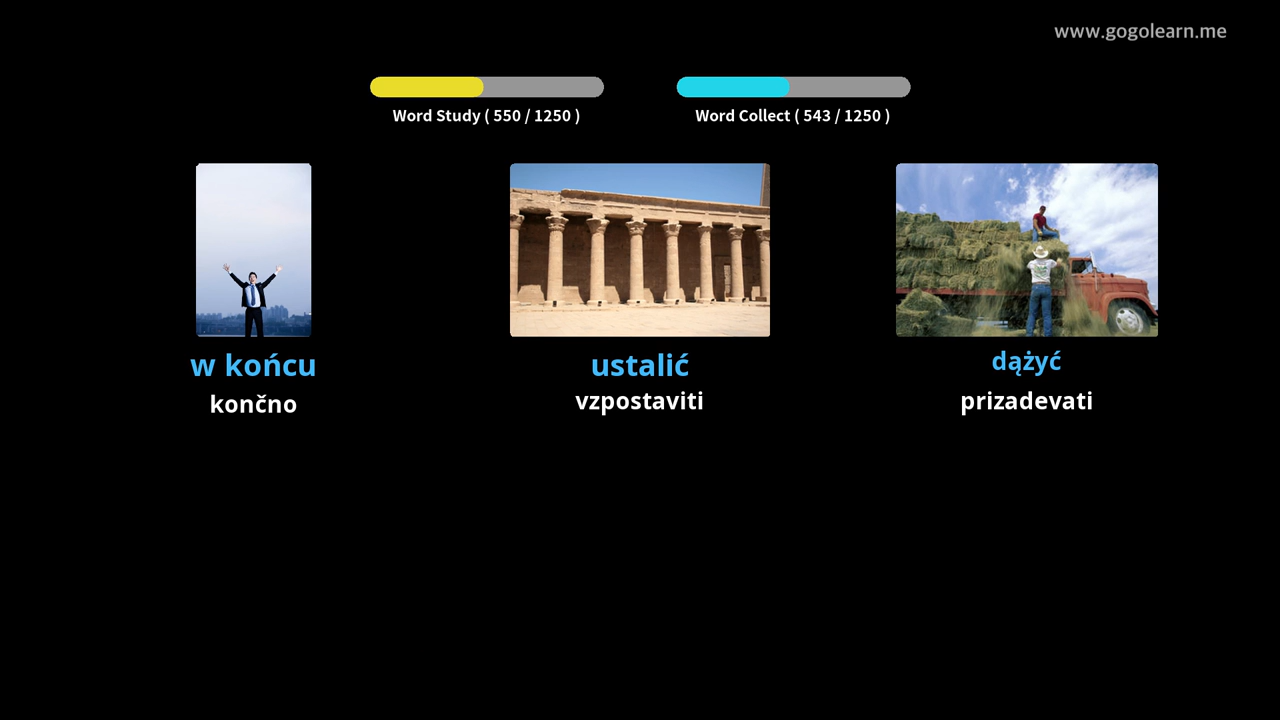 www.gogolearn.me
Word Study ( 550 / 1250 )
Word Collect ( 543 / 1250 )
w końcu
končno
ustalić
vzpostaviti
dążyć
prizadevati